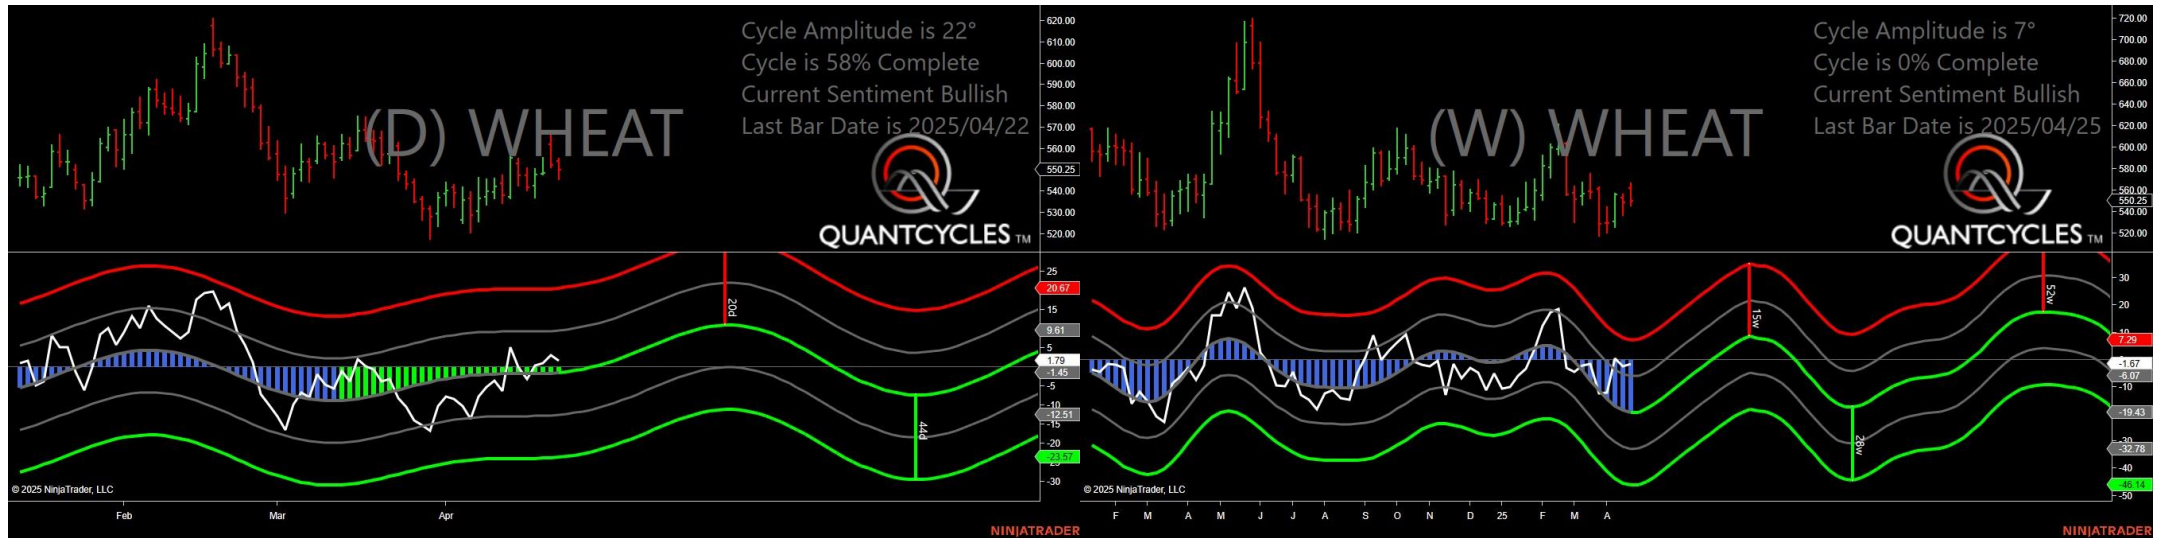 Cycle Amplitude is 22°
Cycle is 58% Complete
Current Sentiment Bullish
Last Bar Date is 2025/04/22
(D) WHEAT
QUANTCYCLES TM
620.00
610.00
600.00
590.00
580.00
570.00
560.00
550.25
540.00
530.00
520.00
25
20.67
15
9.61
5
1.79
-1.45
-5
-10
-12.51
-15
-20
-23.57
-30
20d
44d
© 2025 NinjaTrader, LLC
Feb Mar Apr
NINJATRADER
Cycle Amplitude is 7°
Cycle is 0% Complete
Current Sentiment Bullish
Last Bar Date is 2025/04/25
(W) WHEAT
QUANTCYCLES TM
720.00
700.00
680.00
660.00
640.00
620.00
600.00
580.00
560.00
550.25
540.00
520.00
30
20
7.29
-1.67
-6.07
-10
-19.43
-30
-32.78
-40
-46.14
-50
15w
28w
52w
© 2025 NinjaTrader, LLC
F M A M J J A S O N D 25 F M A
NINJATRADER